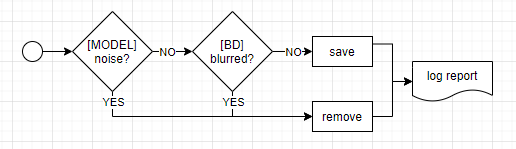 [MODEL]
noise?
NO
[BD]
blurred?
NO
save
log report
YES
YES
remove